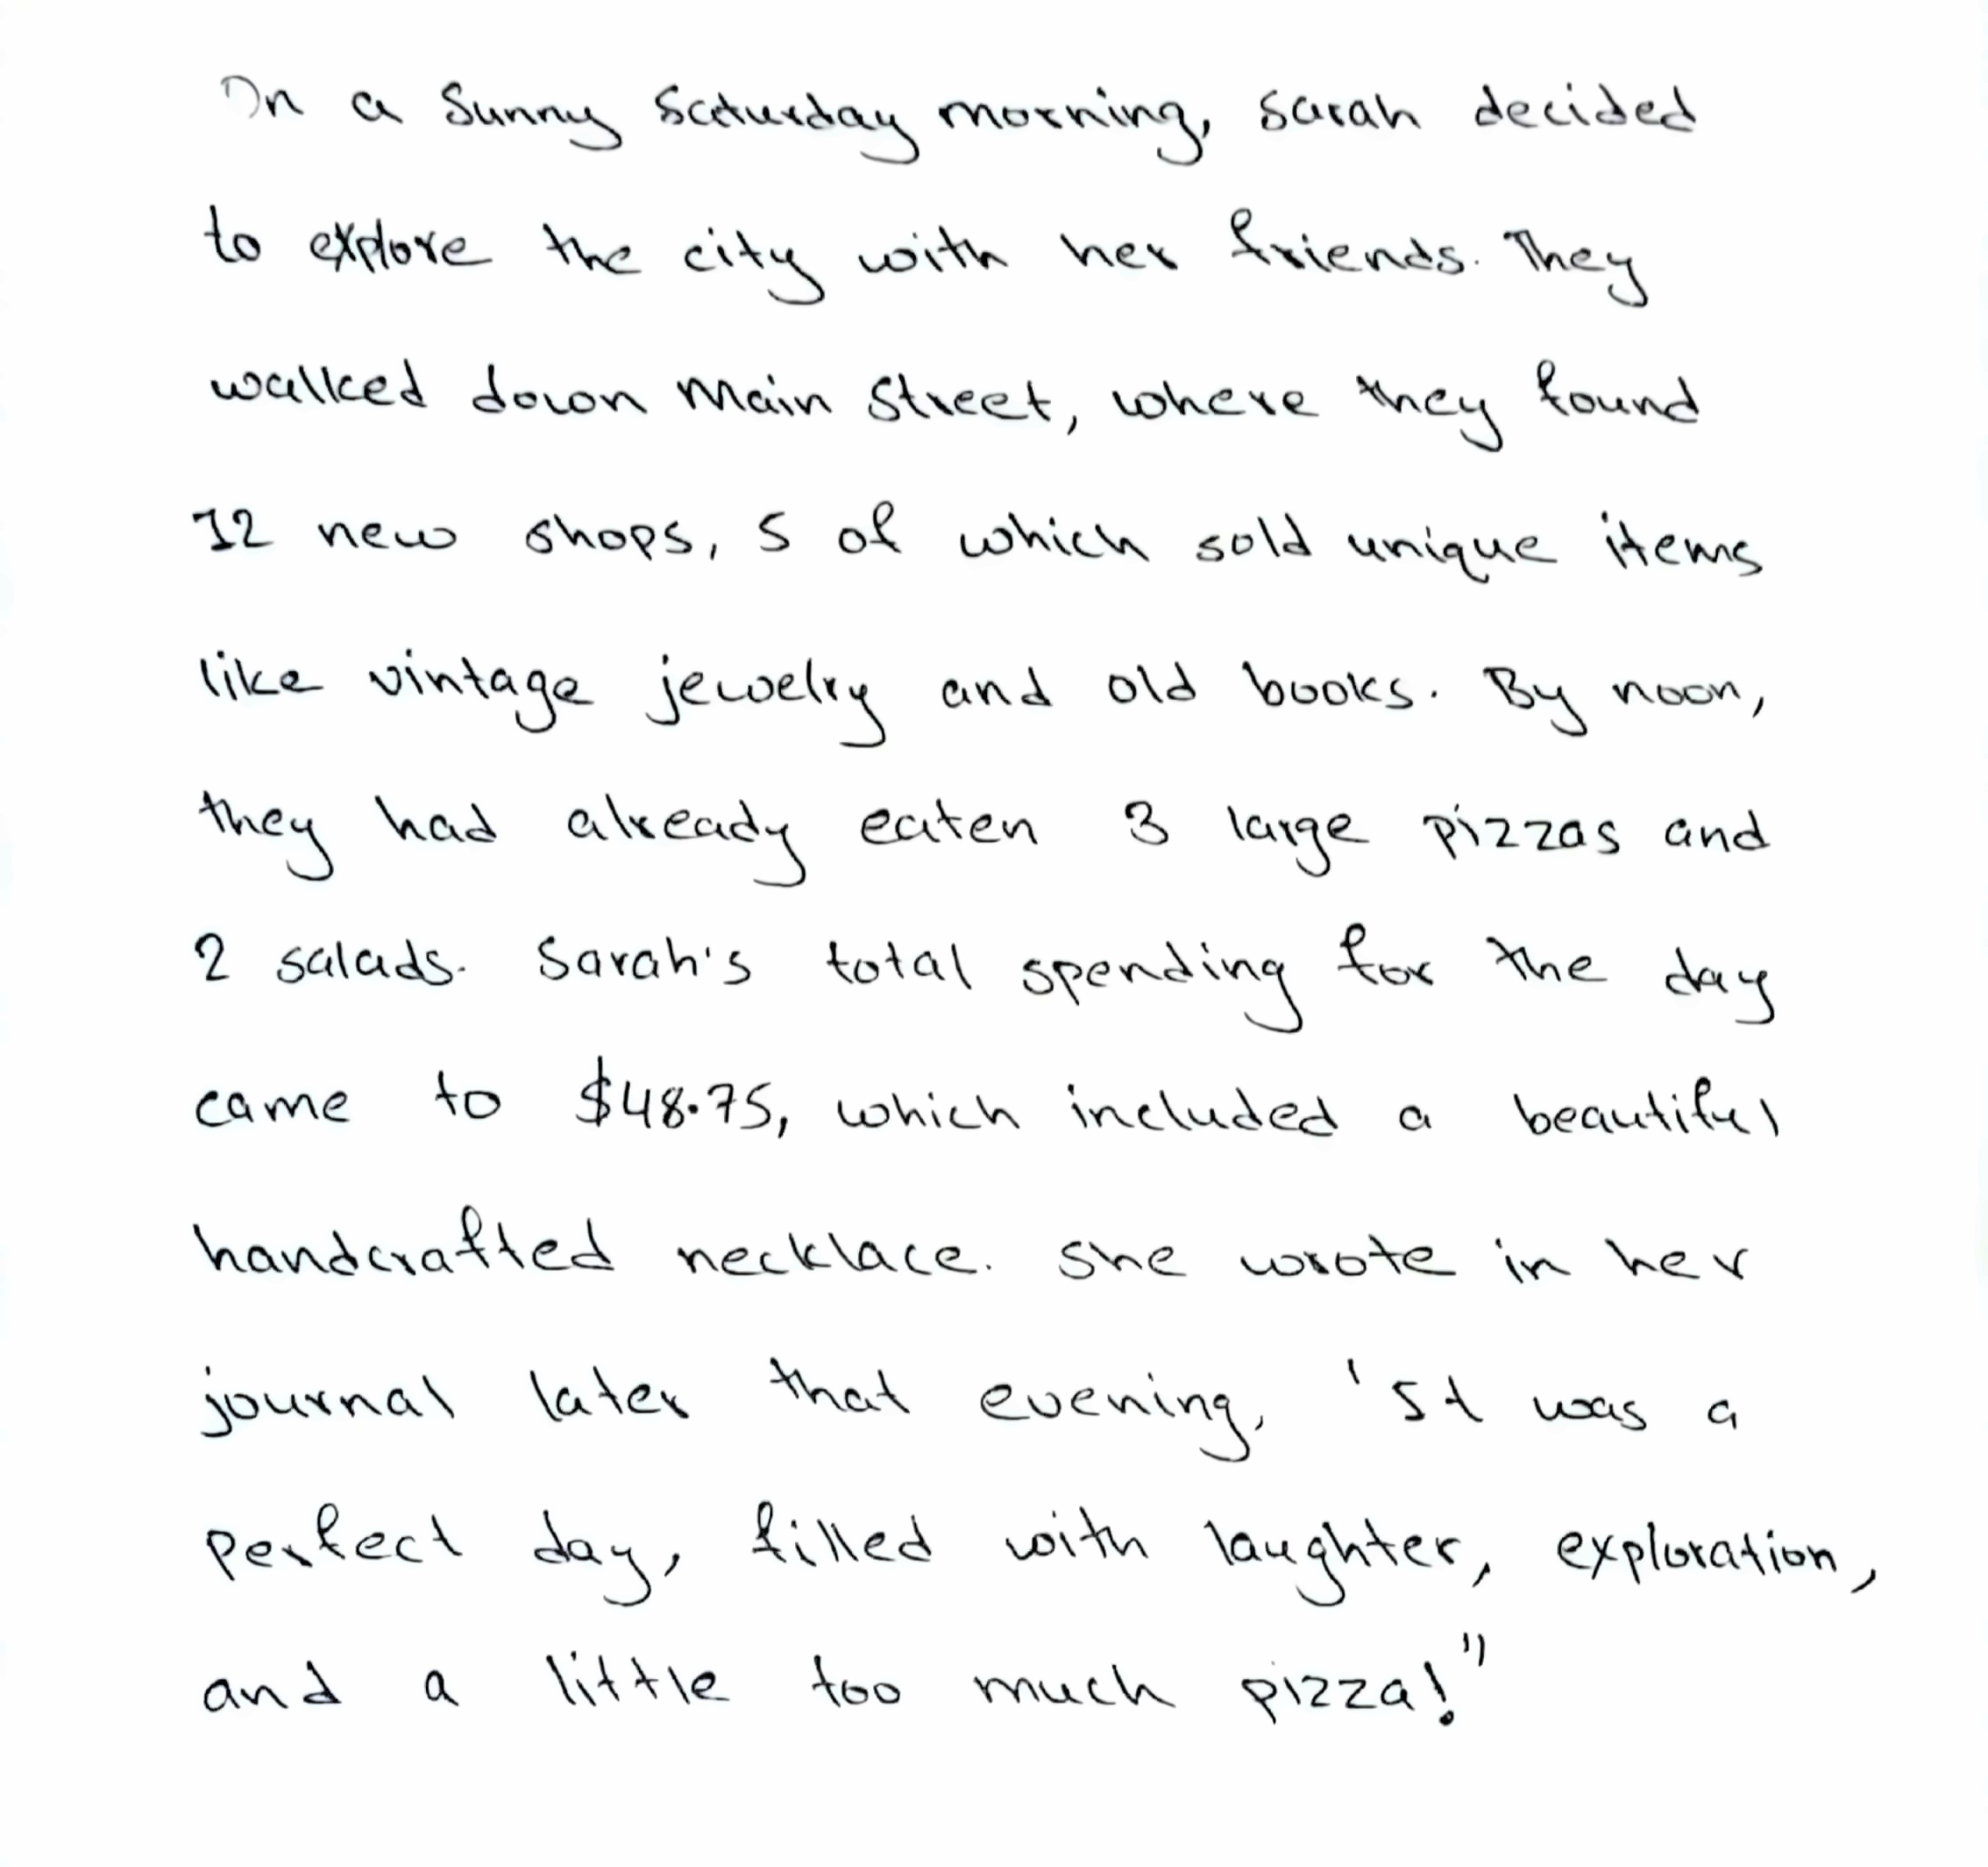 On a Sunny Saturday morning, Sarah decided
to explore the city with her friends. They
walked down Main Street, where they found
12 new shops, 5 of which sold unique items
like vintage jewelry and old books. By noon,
they had already eaten 3 large pizzas and
2 salads. Sarah's total spending for the day
came to $48.75, which included a beautiful
handcrafted necklace. She wrote in her
journal later that evening, 'It was a
perfect day, filled with laughter, exploration,
and a little too much pizza!"